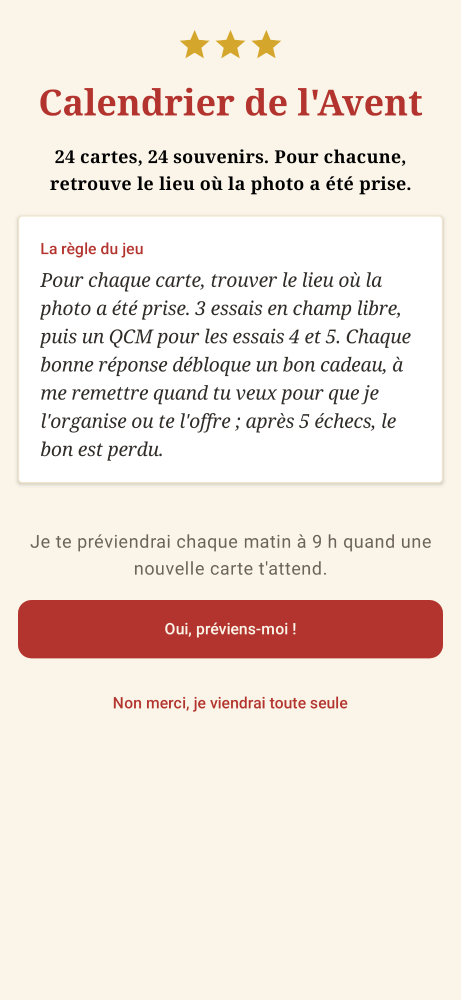 Calendrier de l'Avent
24 cartes, 24 souvenirs. Pour chacune,
retrouve le lieu où la photo a été prise.
La règle du jeu
Pour chaque carte, trouver le lieu où la
photo a été prise. 3 essais en champ libre,
puis un QCM pour les essais 4 et 5. Chaque
bonne réponse débloque un bon cadeau, à
me remettre quand tu veux pour que je
l'organise ou te l'offre ; après 5 échecs, le
bon est perdu.
Je te préviendrai chaque matin à 9 h quand une
nouvelle carte t'attend.
Oui, préviens-moi !
Non merci, je viendrai toute seule